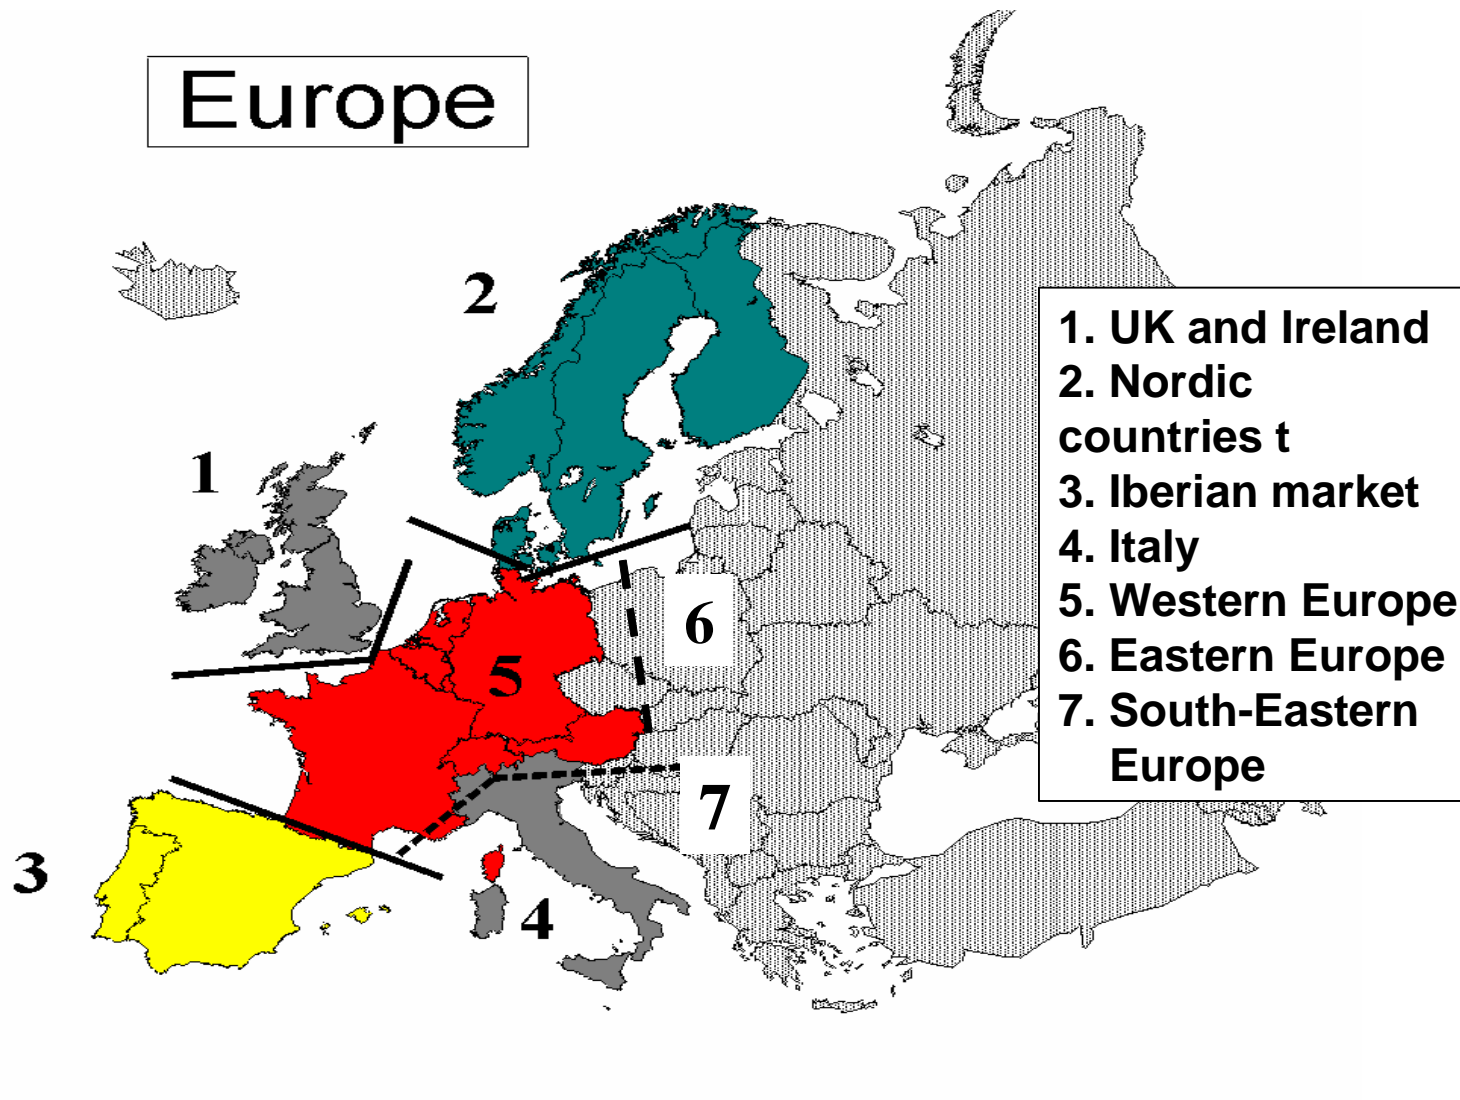 Europe
2
1
6
5
7
3
4
1. UK and Ireland
2. Nordic
countries t
3. Iberian market
4. Italy
5. Western Europe
6. Eastern Europe
7. South-Eastern
Europe